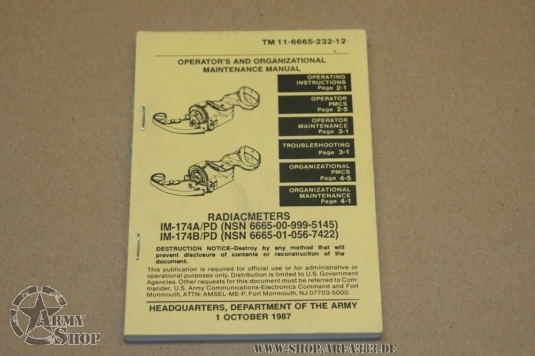 TM 11-6665-232-12
OPERATOR'S AND ORGANIZATIONAL
MAINTENANCE MANUAL
OPERATING
INSTRUCTIONS
Page 2-1
OPERATOR
PMCS
Page 2-5
OPERATOR
MAINTENANCE
Page 3-1
TROUBLESHOOTING
Page 3-1
ORGANIZATIONAL
PMCS
Page 4-5
ORGANIZATIONAL
MAINTENANCE
Page 4-1
RADIACMETERS
IM-174A/PD (NSN 6665-00-999-5145)
IM-174B/PD (NSN 6665-01-056-7422)
DESTRUCTION NOTICE-Destroy by any method that will
prevent disclosure of contents or reconstruction of the
document.
This publication is required for official use or for administrative or
operational purposes only. Distribution is limited to U.S. Government
Agencies. Other requests for this document must be referred to Com-
mander, U.S. Army Communications-Electronics Command and Fort
Monmouth, ATTN: AMSEL-ME-P, Fort Monmouth, NJ 07703-5000.
HEADQUARTERS, DEPARTMENT OF THE ARMY
1 OCTOBER 1987
ARMY
SHOP
WWW.SHOP.AREA183.DE